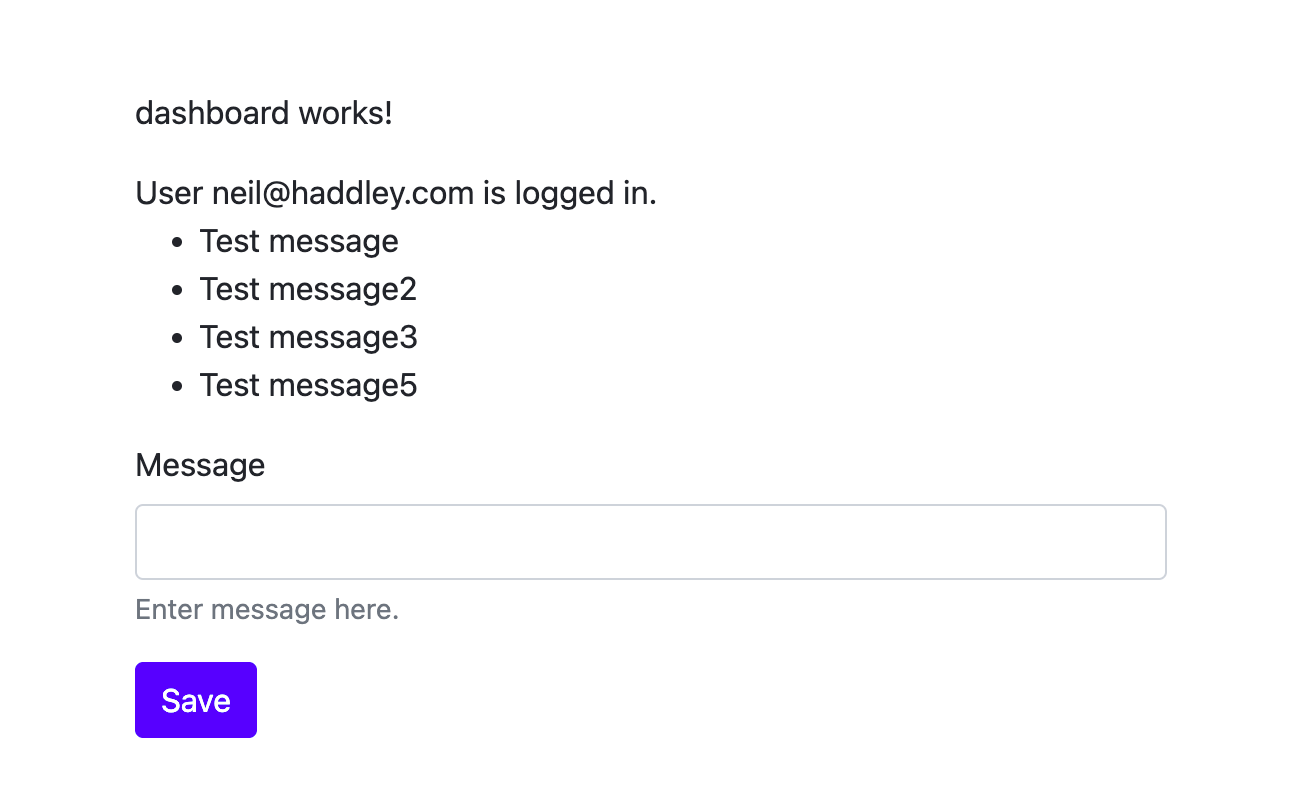 dashboard works!
User neil@haddley.com is logged in.
• Test message
• Test message2
• Test message3
• Test message5
Message
Enter message here.
Save